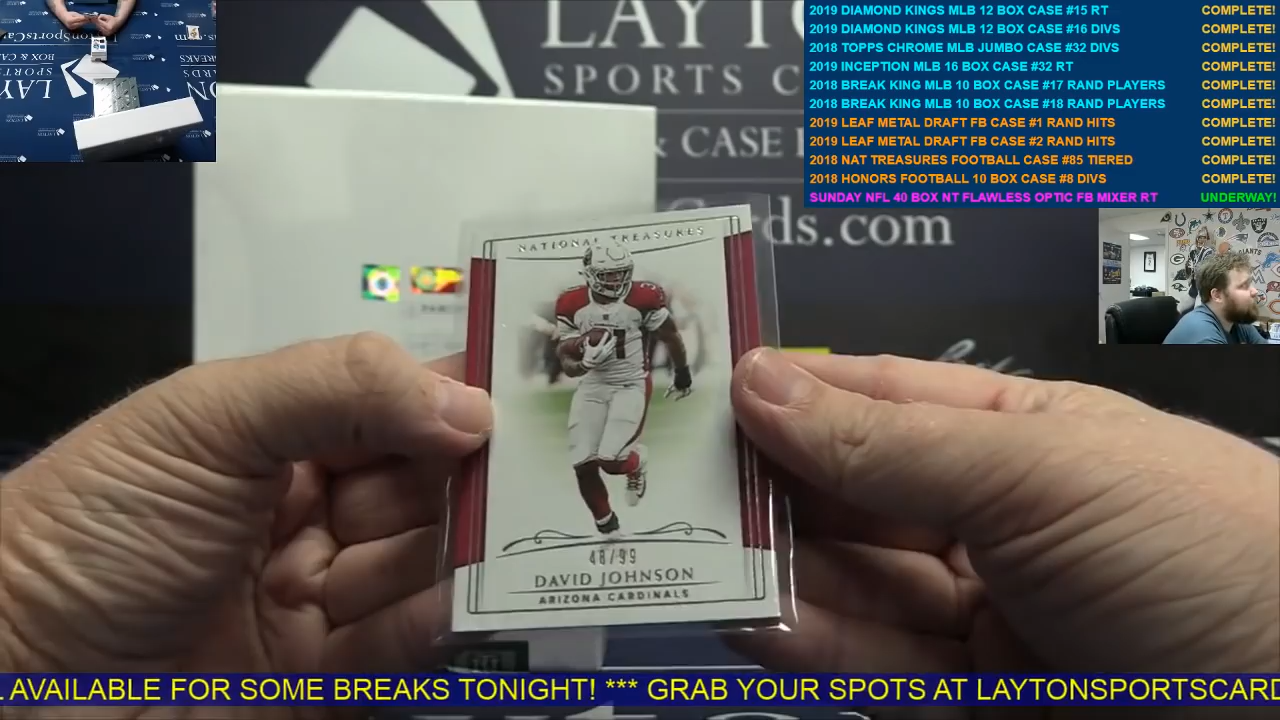 LAYTO
SPORTS C
& CASE
Cards.com
2019 DIAMOND KINGS MLB 12 BOX CASE #15 RT COMPLETE!
2019 DIAMOND KINGS MLB 12 BOX CASE #16 DIVS COMPLETE!
2018 TOPPS CHROME MLB JUMBO CASE #32 DIVS COMPLETE!
2019 INCEPTION MLB 16 BOX CASE #32 RT COMPLETE!
2018 BREAK KING MLB 10 BOX CASE #17 RAND PLAYERS COMPLETE!
2018 BREAK KING MLB 10 BOX CASE #18 RAND PLAYERS COMPLETE!
2019 LEAF METAL DRAFT FB CASE #1 RAND HITS COMPLETE!
2019 LEAF METAL DRAFT FB CASE #2 RAND HITS COMPLETE!
2018 NAT TREASURES FOOTBALL CASE #85 TIERED COMPLETE!
2018 HONORS FOOTBALL 10 BOX CASE #8 DIVS COMPLETE!
SUNDAY NFL 40 BOX NT FLAWLESS OPTIC FB MIXER RT UNDERWAY!
GIANTS
NATIONAL TREASURES
31
48/99
DAVID JOHNSON
ARIZONA CARDINALS
L AVAILABLE FOR SOME BREAKS TONIGHT! *** GRAB YOUR SPOTS AT LAYTONSPORTSCARD